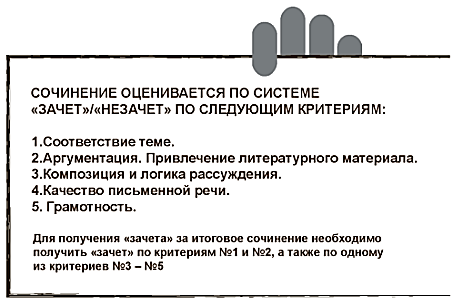 СОЧИНЕНИЕ ОЦЕНИВАЕТСЯ ПО СИСТЕМЕ
«ЗАЧЕТ»/«НЕЗАЧЕТ» ПО СЛЕДУЮЩИМ КРИТЕРИЯМ:
1.Соответствие теме.
2.Аргументация. Привлечение литературного материала.
3.Композиция и логика рассуждения.
4.Качество письменной речи.
5. Грамотность.
Для получения «зачета» за итоговое сочинение необходимо
получить «зачет» по критериям №1 и №2, а также по одному
из критериев №3 – №5